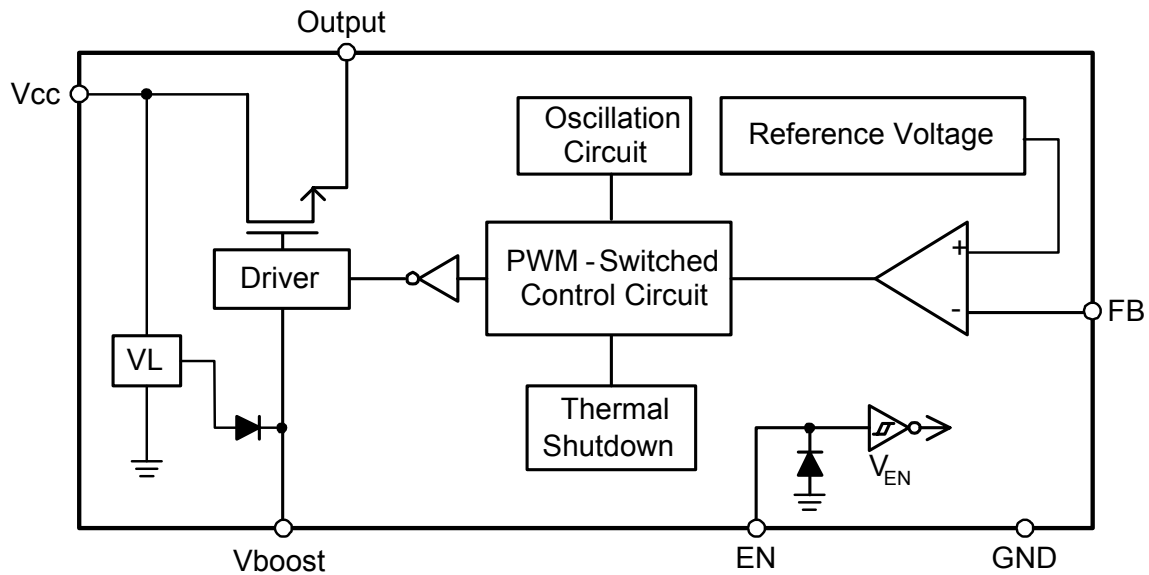 Output
Vcc
Oscillation
Circuit
Reference Voltage
+
-
PWM - Switched
Control Circuit
Driver
FB
VL
Thermal
Shutdown
VEN
Vboost
EN
GND